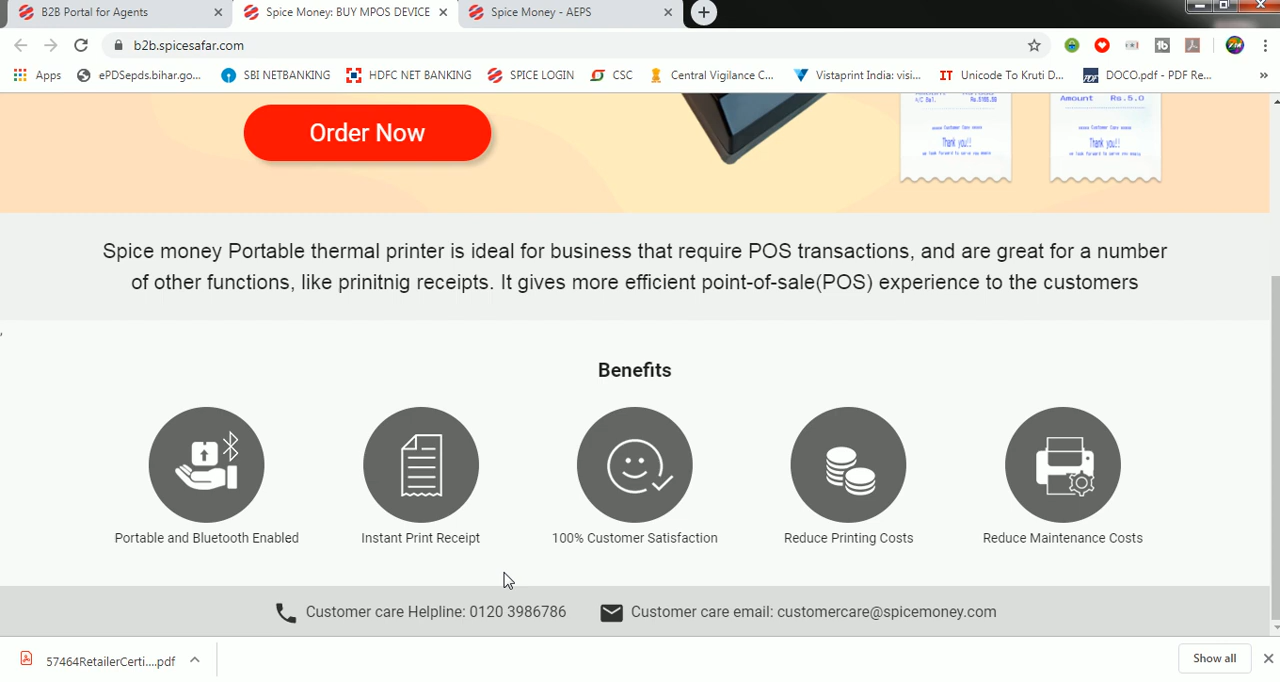 B2B Portal for Agents
Spice Money: BUY MPOS DEVICE
Spice Money - AEPS
b2b.spicesafar.com
Apps
ePDSepds.bihar.go...
SBI NETBANKING
HDFC NET BANKING
SPICE LOGIN
CSC
Central Vigilance C...
Vistaprint India: visi...
IT
Unicode To Kruti D...
DOCO.pdf - PDF Re...
»
Order Now
A/C Bal.
Thank you!!
Amount Rs.5.0
Thank you!!
Spice money Portable thermal printer is ideal for business that require POS transactions, and are great for a number
of other functions, like prinitnig receipts. It gives more efficient point-of-sale(POS) experience to the customers
,
Benefits
Portable and Bluetooth Enabled
Instant Print Receipt
100% Customer Satisfaction
Reduce Printing Costs
Reduce Maintenance Costs
Customer care Helpline: 0120 3986786
Customer care email: customercare@spicemoney.com
57464RetailerCerti....pdf
Show all